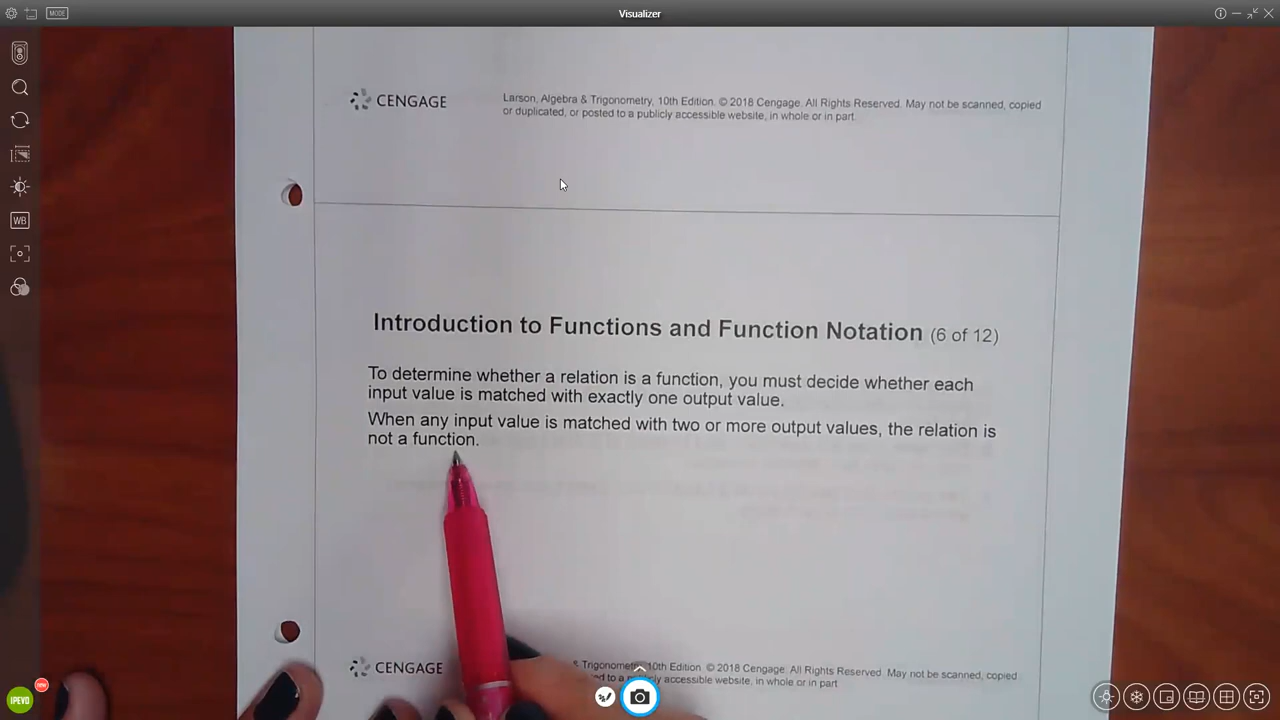 MODE
Visualizer
CENGAGE
Larson, Algebra & Trigonometry, 10th Edition. © 2018 Cengage. All Rights Reserved. May not be scanned, copied
or duplicated, or posted to a publicly accessible website, in whole or in part.
WB
Introduction to Functions and Function Notation (6 of 12)
To determine whether a relation is a function, you must decide whether each
input value is matched with exactly one output value.
When any input value is matched with two or more output values, the relation is
not a function.
CENGAGE
& Trigonometry, 10th Edition. © 2018 Cengage. All Rights Reserved. May not be scanned, copied
to a publicly accessible website, in whole or in part.
new
IPEVO